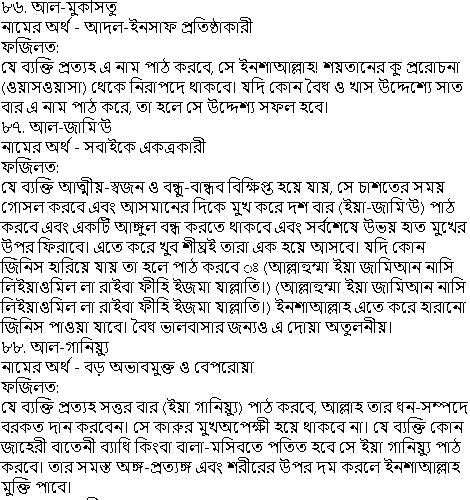 ৮৬. আল-মুকসিতু
নামের অর্থ - আদল-ইনসাফ প্রতিষ্ঠাকারী
ফজিলত:
যে ব্যক্তি প্রত্যহ এ নাম পাঠ করবে, সে ইনশাআল্লাহ! শয়তানের কু প্ররোচনা
(ওয়াসওয়াসা) থেকে নিরাপদে থাকবে। যদি কোন বৈধ ও খাস উদ্দেশ্যে সাত
বার এ নাম পাঠ করে, তা হলে সে উদ্দেশ্য সফল হবে।
৮৭. আল-জামি'উ
নামের অর্থ - সবাইকে একত্রকারী
ফজিলত:
যে ব্যক্তি আত্মীয়-স্বজন ও বন্ধু-বান্ধব বিক্ষিপ্ত হয়ে যায়, সে চাশতের সময়
গোসল করবে এবং আসমানের দিকে মুখ করে দশ বার (ইয়া-জামি'উ) পাঠ
করবে এবং একটি আঙ্গুল বন্ধ করতে থাকবে এবং সর্বশেষে উভয় হাত মুখের
উপর ফিরাবে। এতে করে খুব শীঘ্রই তারা এক হয়ে আসবে। যদি কোন
জিনিস হারিয়ে যায় তা হলে পাঠ করবে ঃ (আল্লাহুম্মা ইয়া জামিআন নাসি
লিইয়াওমিল লা রাইবা ফীহি ইজমা যাল্লাতি।) (আল্লাহুম্মা ইয়া জামিআন নাসি
লিইয়াওমিল লা রাইবা ফীহি ইজমা যাল্লাতি।) ইনশাআল্লাহ এতে করে হারানো
জিনিস পাওয়া যাবে। বৈধ ভালবাসার জন্যও এ দোয়া অতুলনীয়।
৮৮. আল-গানিয়্যু
নামের অর্থ - বড় অভাবমুক্ত ও বেপরোয়া
ফজিলত:
যে ব্যক্তি প্রত্যহ সত্তর বার (ইয়া গানিয়্যু) পাঠ করবে, আল্লাহ তার ধন-সম্পদে
বরকত দান করবেন। সে কারুর মুখঅপেক্ষী হয়ে থাকবে না। যে ব্যক্তি কোন
জাহেরী বাতেনী ব্যাধি কিংবা বালা-মসিবতে পতিত হবে সে ইয়া গানিয়্যু পাঠ
করবে। তার সমস্ত অঙ্গ-প্রত্যঙ্গ এবং শরীরের উপর দম করলে ইনশাআল্লাহ
মুক্তি পাবে।